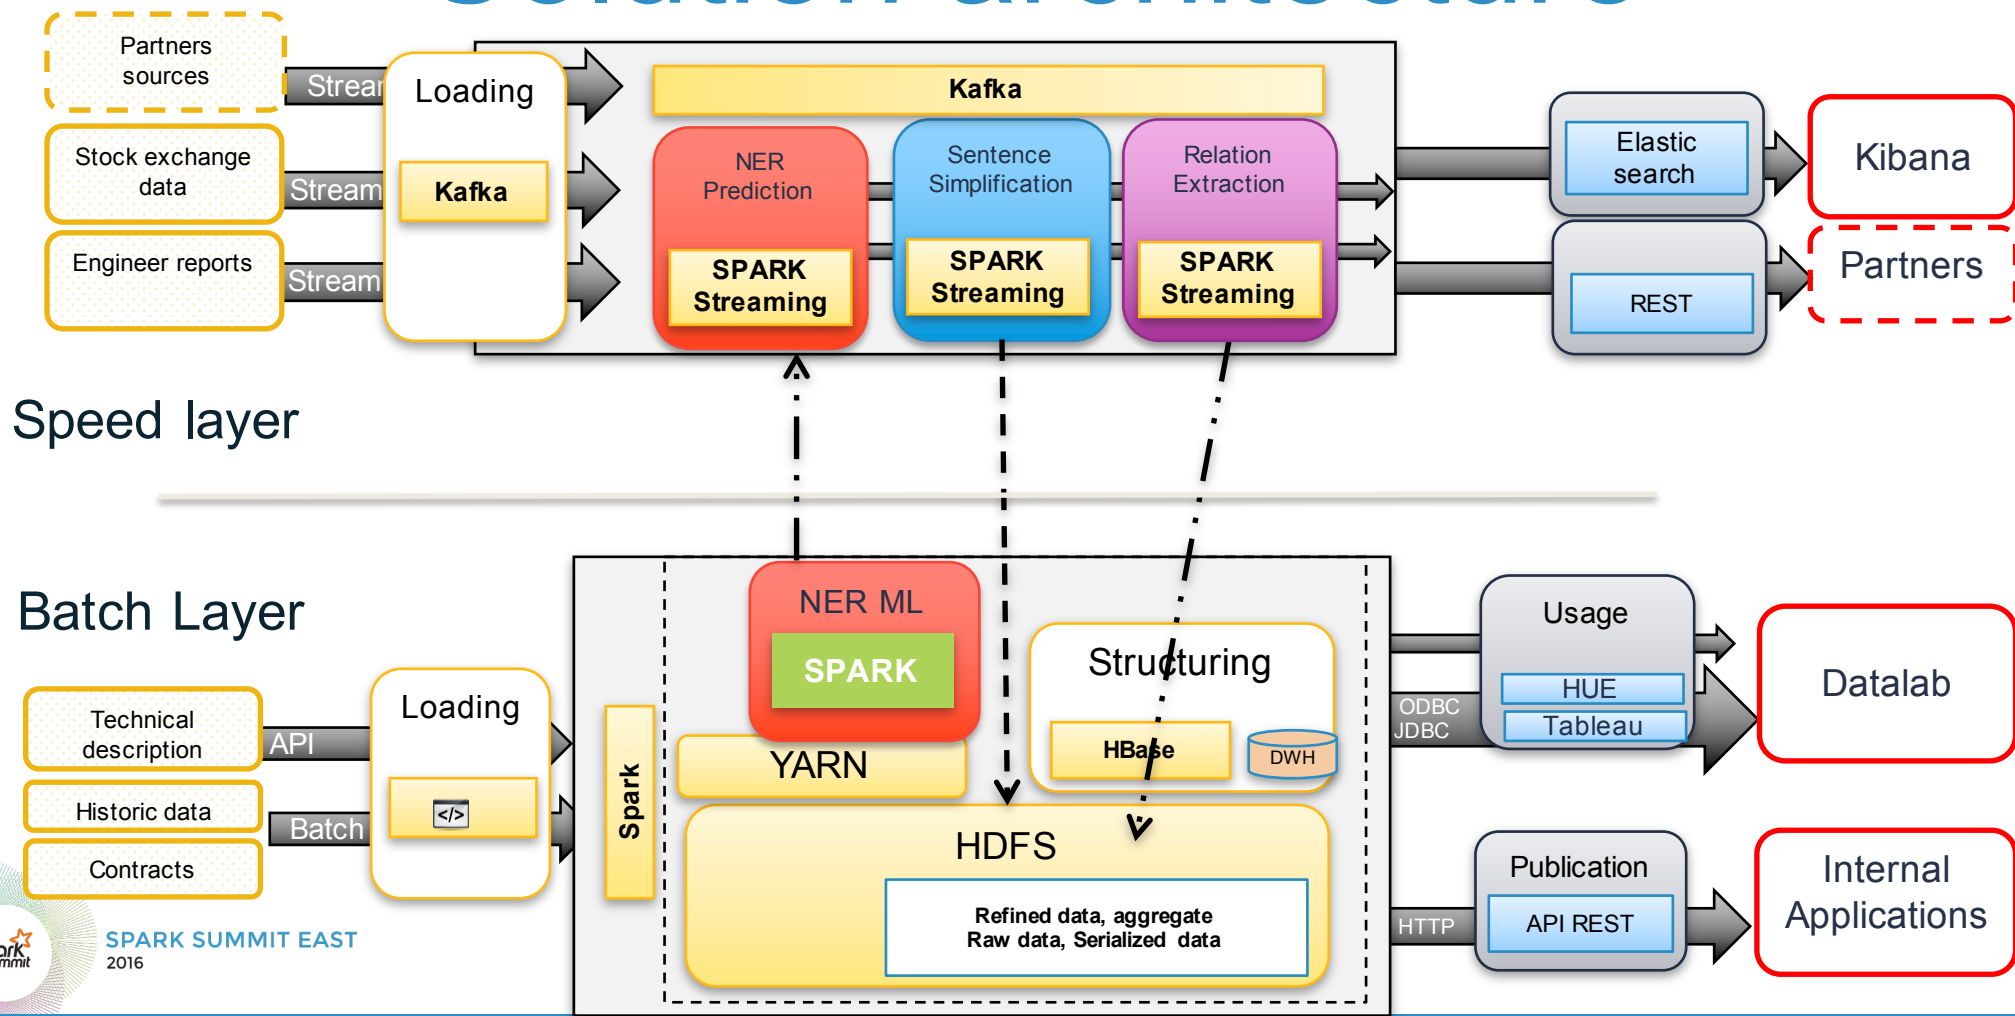 Solution architecture
Partners
sources
Stream
Loading
Kafka
Stock exchange
data
Stream
Kafka
NER
Prediction
Sentence
Simplification
Relation
Extraction
Elastic
search
Kibana
Engineer reports
Stream
SPARK
Streaming
SPARK
Streaming
SPARK
Streaming
REST
Partners
Speed layer
Batch Layer
NER ML
SPARK
Structuring
Usage
HUE
Tableau
ODBC
JDBC
Datalab
Technical
description
API
Loading
Historic data
Batch
</>
Contracts
Spark
YARN
HBase
DWH
HDFS
Refined data, aggregate
Raw data, Serialized data
HTTP
Publication
API REST
Internal
Applications
SPARK SUMMIT EAST
2016